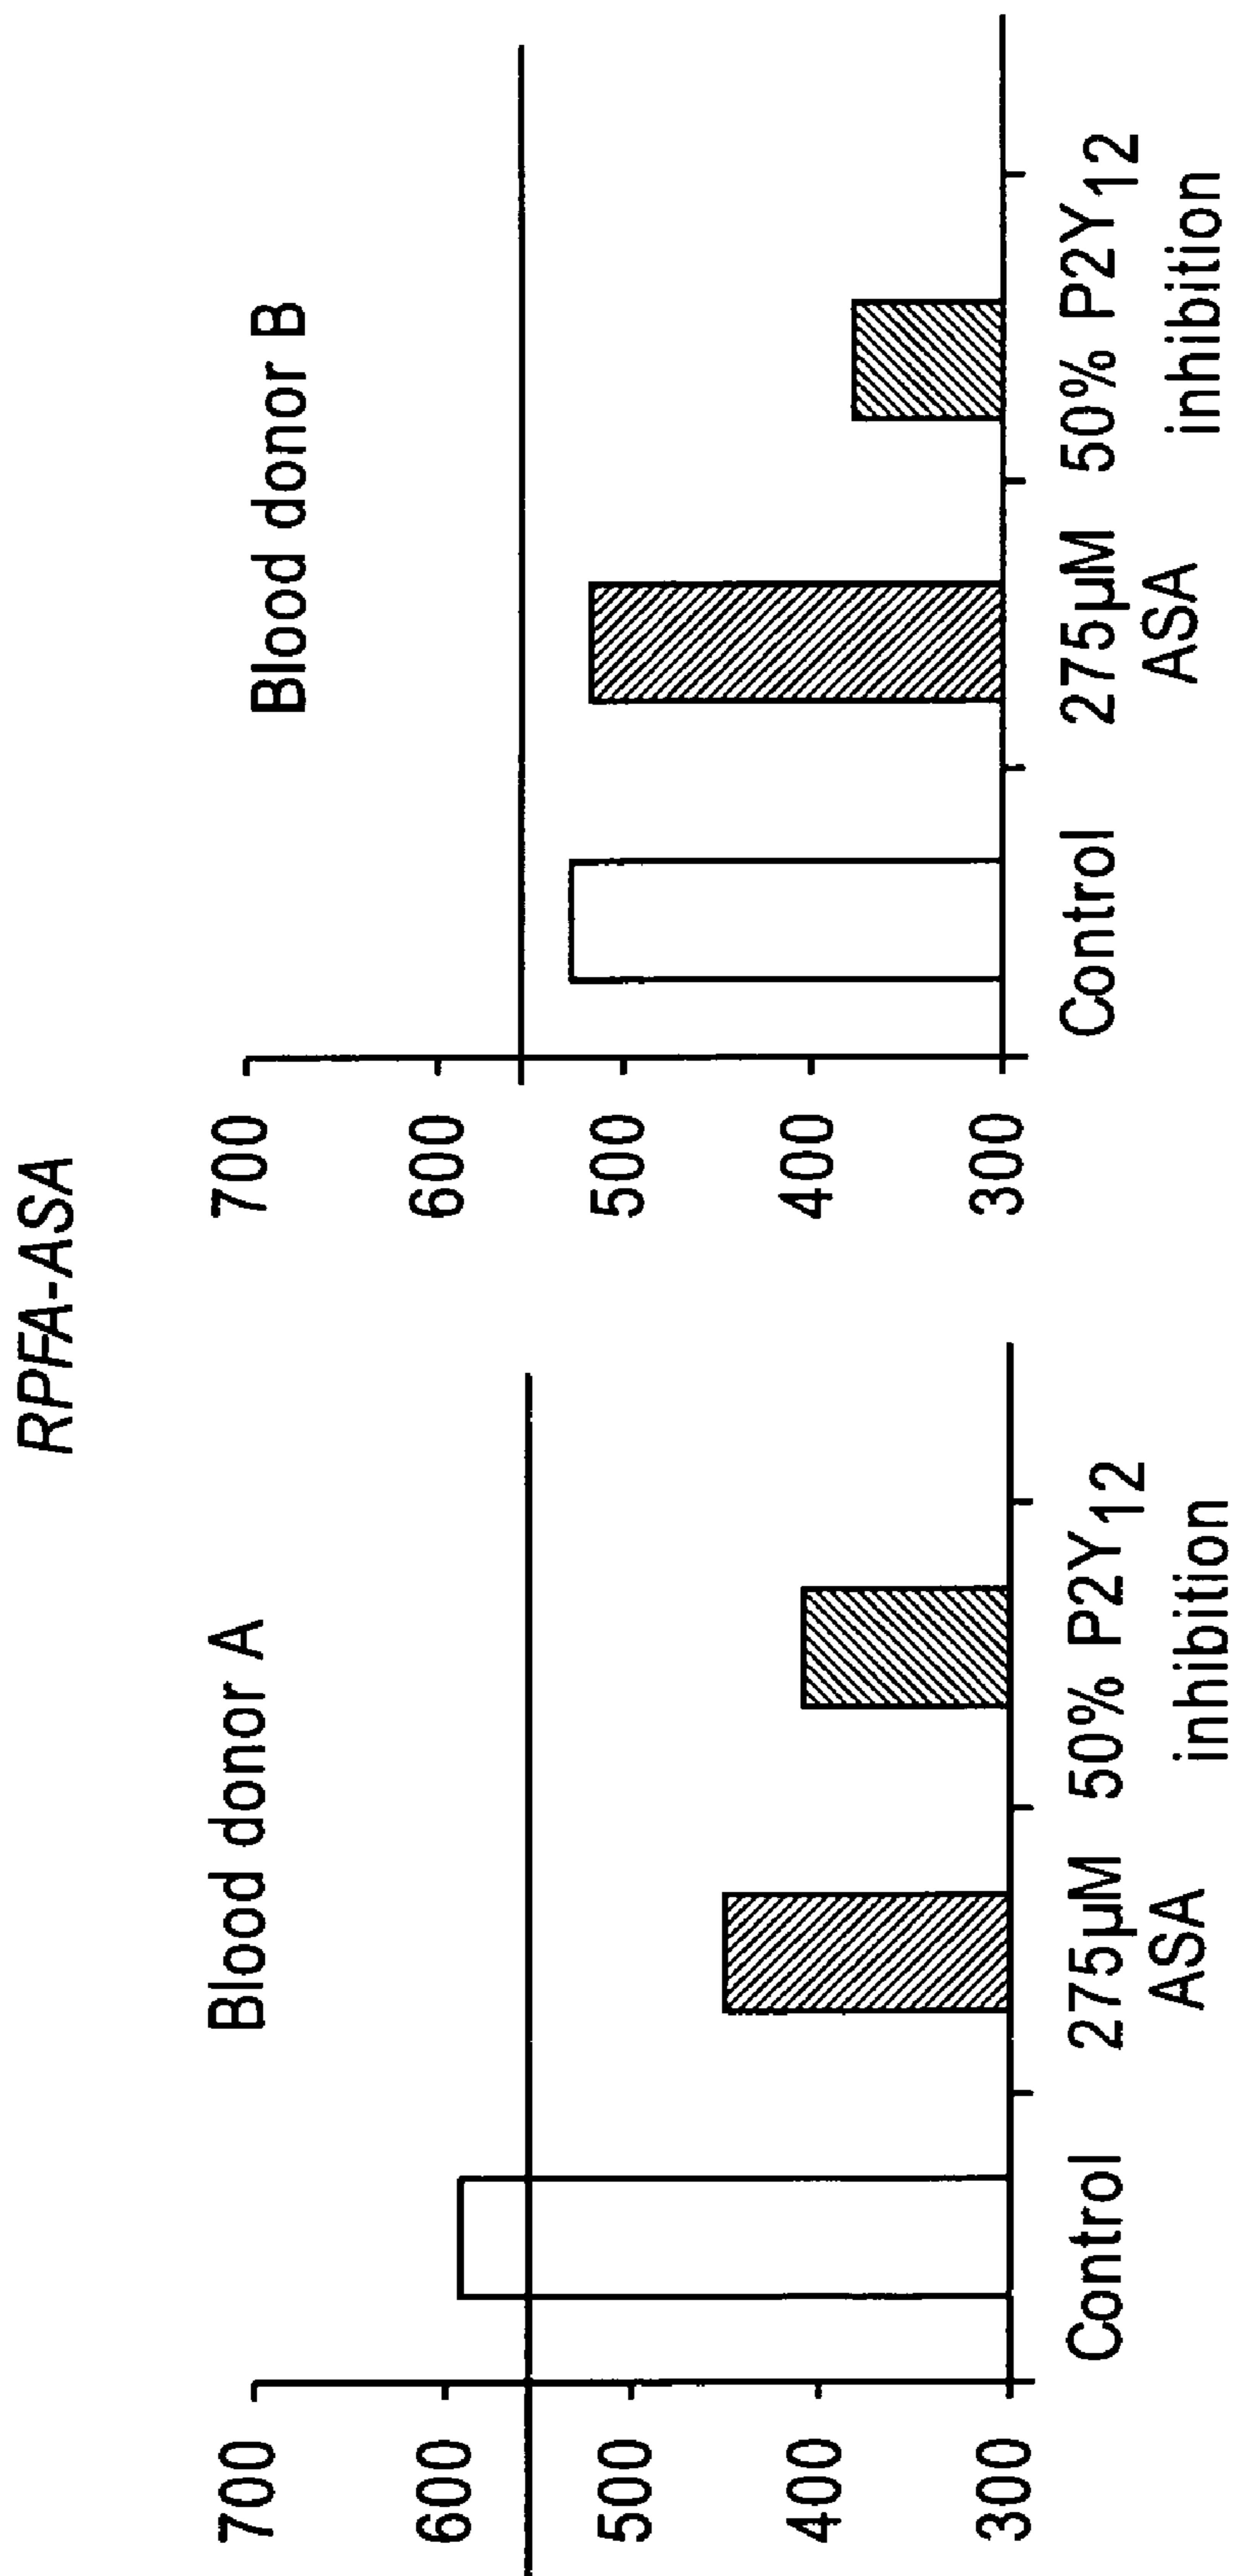 RPFA-ASA
Blood donor A
700
600
500
400
300
Control
275µM
ASA
50% P2Y12
inhibition
Blood donor B
700
600
500
400
300
Control
275µM
ASA
50% P2Y12
inhibition